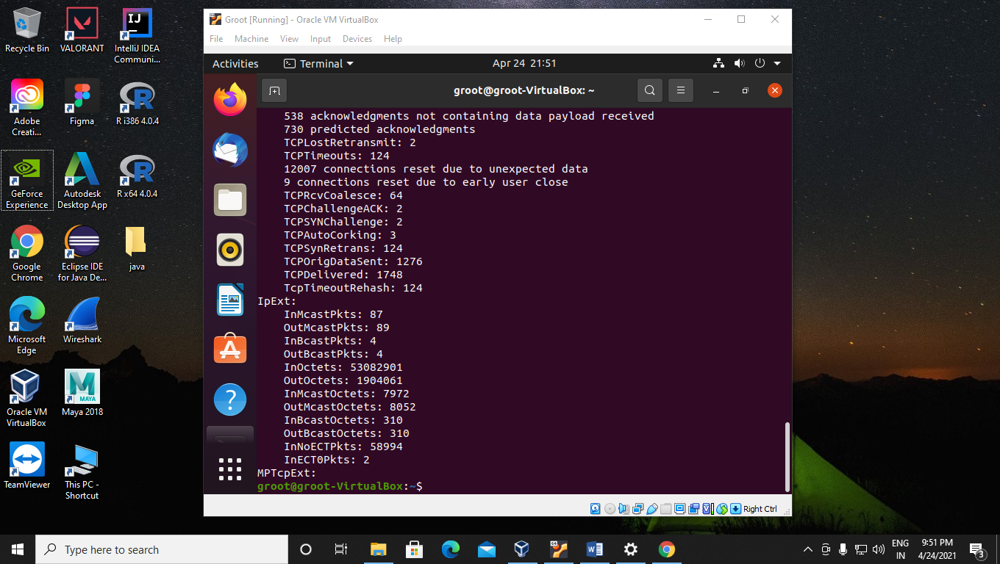 Recycle Bin
VALORANT
IntelliJ IDEA
Communi...
Adobe
Creati...
Figma
R i386 4.0.4
GeForce
Experience
Autodesk
Desktop App
R x64 4.0.4
Google
Chrome
Eclipse IDE
for Java De...
java
Microsoft
Edge
Wireshark
Oracle VM
VirtualBox
Maya 2018
TeamViewer
This PC -
Shortcut
IJ
MAYA
Groot [Running] - Oracle VM VirtualBox
File Machine View Input Devices Help
Activities Terminal Apr 24 21:51
groot@groot-VirtualBox: ~
538 acknowledgments not containing data payload received
730 predicted acknowledgments
TCPLostRetransmit: 2
TCPTimeouts: 124
12007 connections reset due to unexpected data
9 connections reset due to early user close
TCPRcvCoalesce: 64
TCPChallengeACK: 2
TCPSYNChallenge: 2
TCPAutoCorking: 3
TCPSynRetrans: 124
TCPOrigDataSent: 1276
TCPDelivered: 1748
TcpTimeoutRehash: 124
IpExt:
InMcastPkts: 87
OutMcastPkts: 89
InBcastPkts: 4
OutBcastPkts: 4
InOctets: 53082901
OutOctets: 1904061
InMcastOctets: 7972
OutMcastOctets: 8052
InBcastOctets: 310
OutBcastOctets: 310
InNoECTPkts: 58994
InECT0Pkts: 2
MPTcpExt:
groot@groot-VirtualBox:~$
Right Ctrl
Type here to search
ENG
IN
9:51 PM
4/24/2021
3